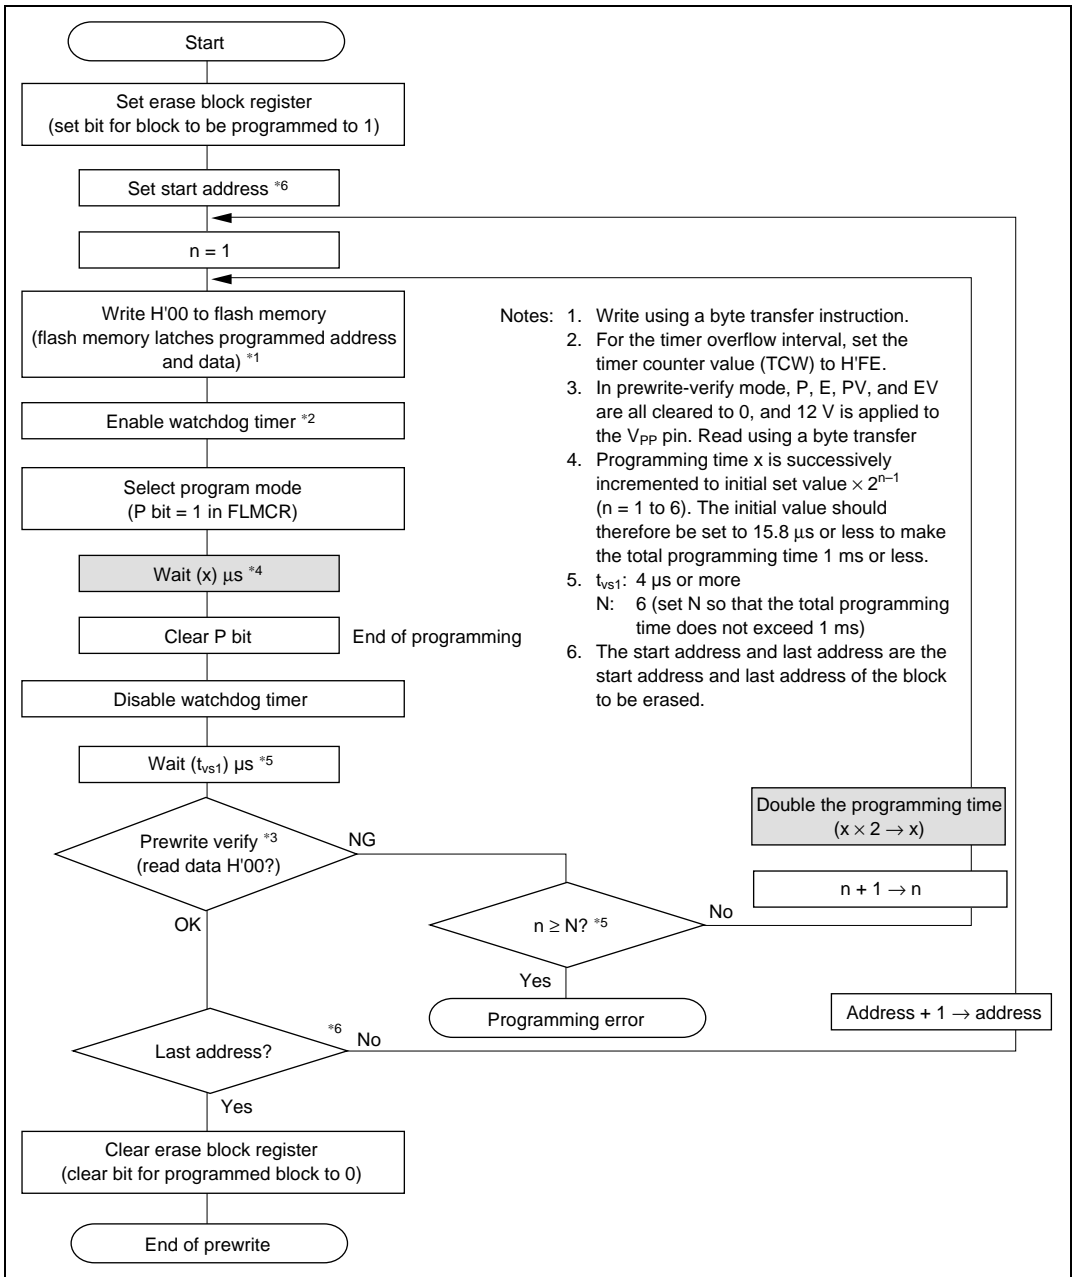 Start
Set erase block register
(set bit for block to be programmed to 1)
Set start address *6
n = 1
Write H'00 to flash memory
(flash memory latches programmed address
and data) *1
Enable watchdog timer *2
Select program mode
(P bit = 1 in FLMCR)
Wait (x) μs *4
Clear P bit
End of programming
Disable watchdog timer
Wait (tvs1) μs *5
Prewrite verify *3
(read data H'00?)
NG
OK
n ≥ N? *5
No
Yes
Programming error
Double the programming time
(x × 2 → x)
n + 1 → n
Address + 1 → address
*6
Last address?
No
Yes
Clear erase block register
(clear bit for programmed block to 0)
End of prewrite
Notes: 1. Write using a byte transfer instruction.
2. For the timer overflow interval, set the
timer counter value (TCW) to H'FE.
3. In prewrite-verify mode, P, E, PV, and EV
are all cleared to 0, and 12 V is applied to
the VPP pin. Read using a byte transfer
4. Programming time x is successively
incremented to initial set value × 2^n–1
(n = 1 to 6). The initial value should
therefore be set to 15.8 μs or less to make
the total programming time 1 ms or less.
5. tvs1: 4 μs or more
N: 6 (set N so that the total programming
time does not exceed 1 ms)
6. The start address and last address are the
start address and last address of the block
to be erased.